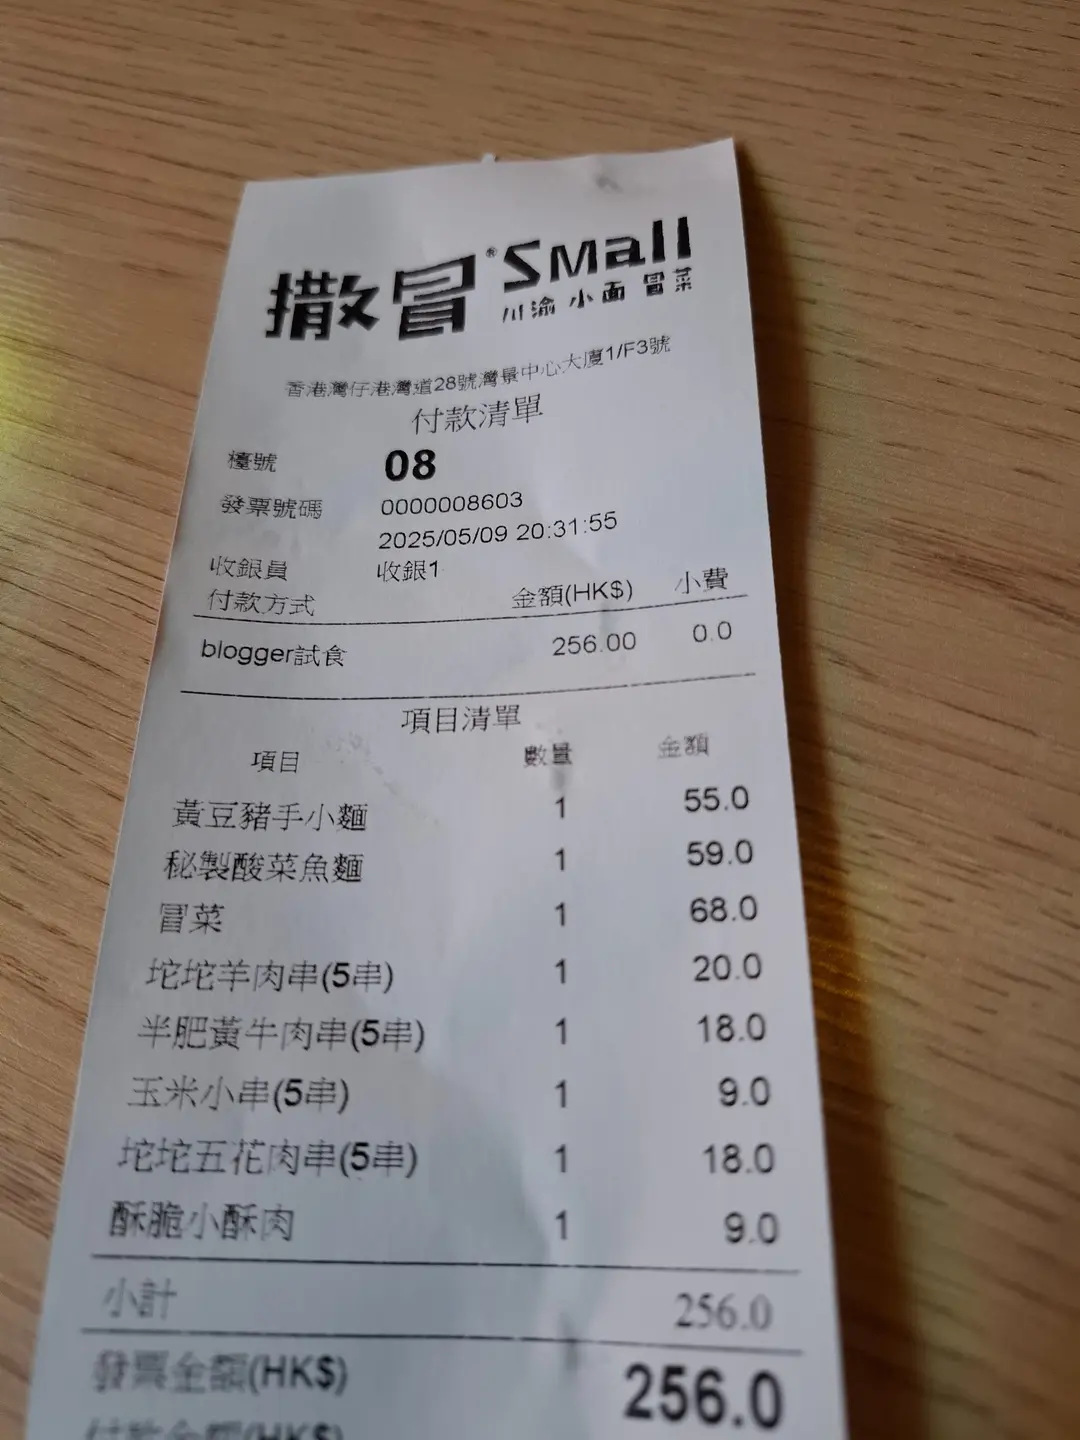 撒冒®Small
川渝 小面 冒菜
香港灣仔港灣道28號灣景中心大廈1/F3號
付款清單
檯號 08
發票號碼 0000008603
2025/05/09 20:31:55
收銀員 收銀1
付款方式 金額(HK$) 小費
blogger試食 256.00 0.0
項目清單
項目 數量 金額
黃豆豬手小麵 1 55.0
秘製酸菜魚麵 1 59.0
冒菜 1 68.0
坨坨羊肉串(5串) 1 20.0
半肥黃牛肉串(5串) 1 18.0
玉米小串(5串) 1 9.0
坨坨五花肉串(5串) 1 18.0
酥脆小酥肉 1 9.0
小計 256.0
發票金額(HK$) 256.0
付款金額(HK$)